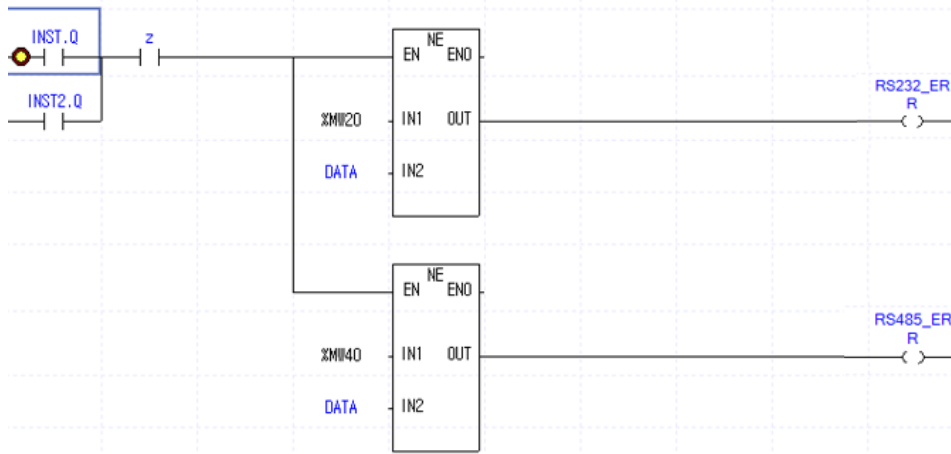 INST.Q
z
NE
EN ENO
INST2.Q
%MW20 IN1 OUT
RS232_ER
R
DATA IN2
NE
EN ENO
%MW40 IN1 OUT
RS485_ER
R
DATA IN2